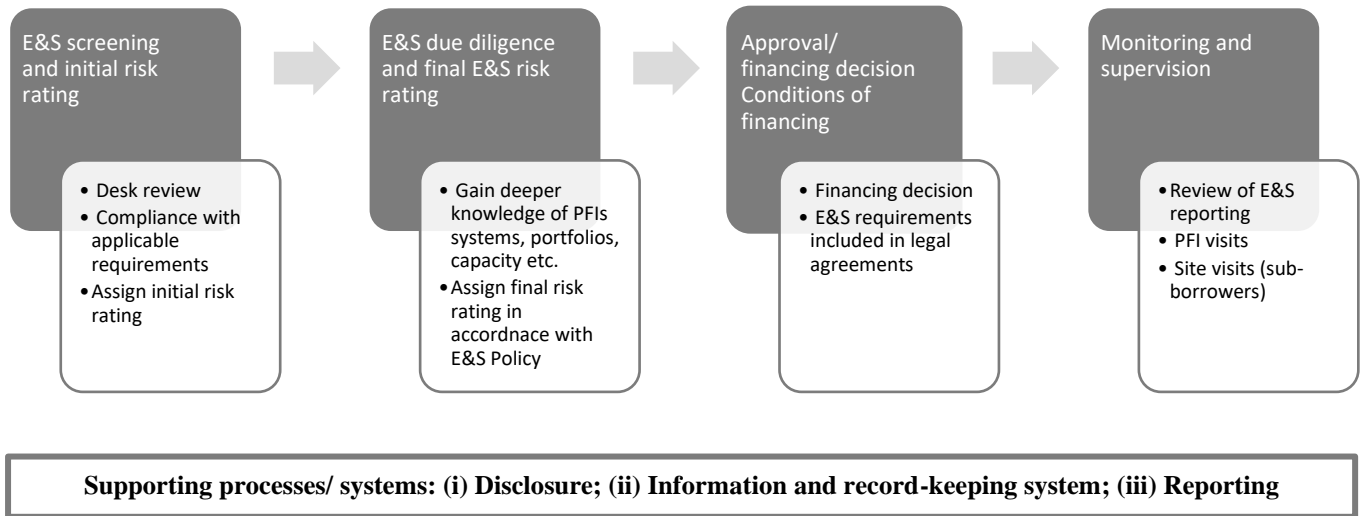 E&S screening
and initial risk
rating
• Desk review
• Compliance with
applicable
requirements
• Assign initial risk
rating
E&S due diligence
and final E&S risk
rating
• Gain deeper
knowledge of PFIs
systems, portfolios,
capacity etc.
• Assign final risk
rating in
accordnace with
E&S Policy
Approval/
financing decision
Conditions of
financing
• Financing decision
• E&S requirements
included in legal
agreements
Monitoring and
supervision
• Review of E&S
reporting
• PFI visits
• Site visits (sub-
borrowers)
Supporting processes/ systems: (i) Disclosure; (ii) Information and record-keeping system; (iii) Reporting